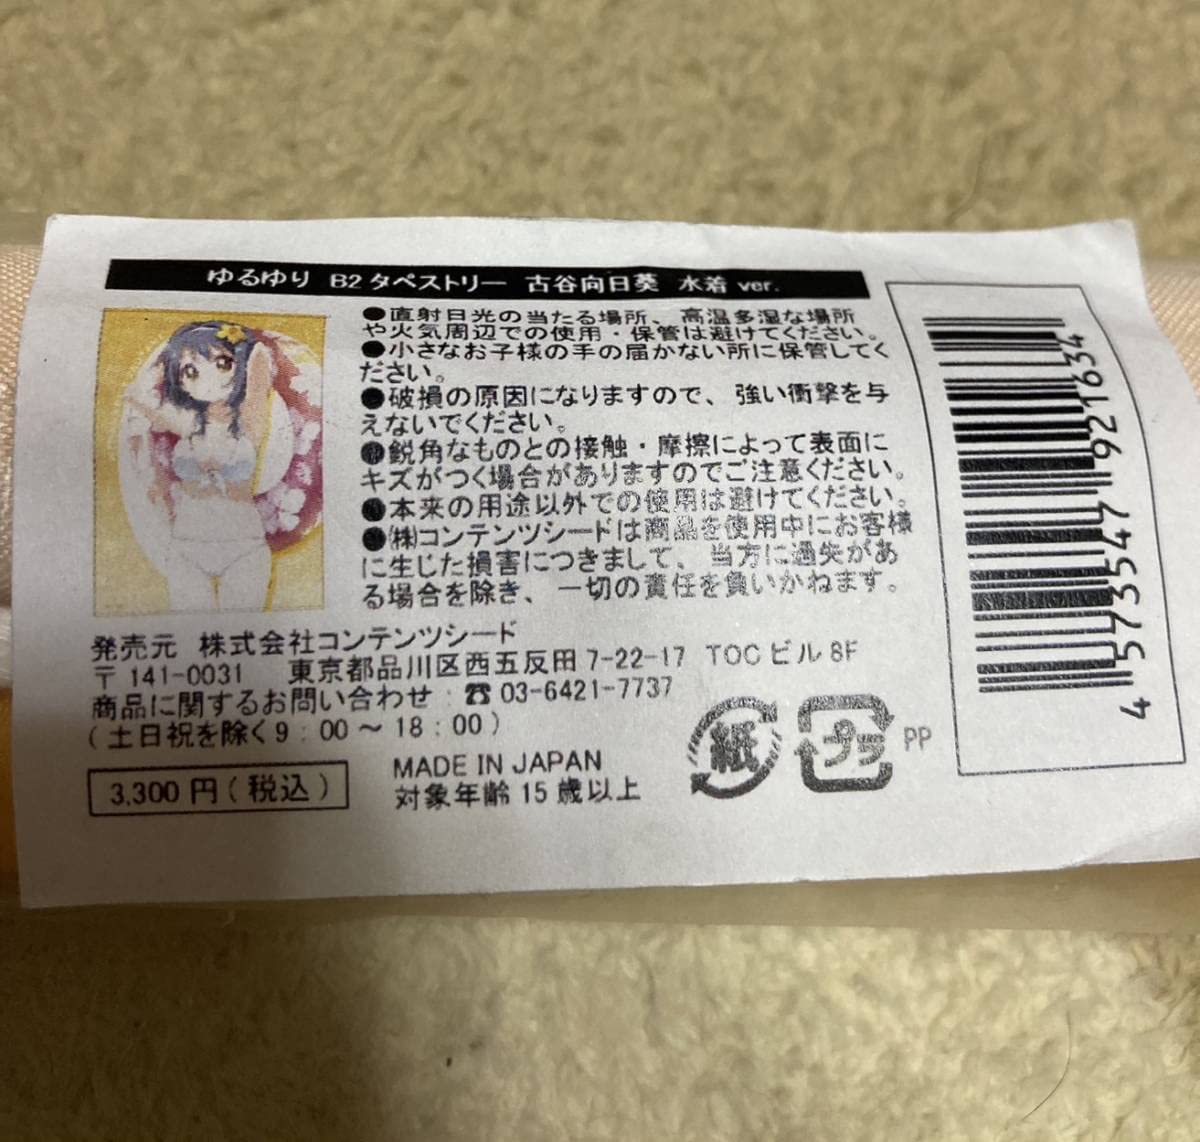 ゆるゆり B2タペストリー 古谷向日葵 水着 ver.
●直射日光の当たる場所、高温多湿な場所
や火気周辺での使用・保管は避けてください。
●小さなお子様の手の届かない所に保管してく
ださい。
●破損の原因になりますので、強い衝撃を与
えないでください。
●鋭角なものとの接触・摩擦によって表面に
キズがつく場合がありますのでご注意ください。
●本来の用途以外での使用は避けてください。
●㈱コンテンツシードは商品を使用中にお客様
に生じた損害につきまして、当方に過失があ
る場合を除き、一切の責任を負いかねます。
発売元 株式会社コンテンツシード
〒141-0031 東京都品川区西五反田7-22-17 TOCビル8F
商品に関するお問い合わせ ☎03-6421-7737
(土日祝を除く9:00～18:00)
3,300円(税込)
MADE IN JAPAN
対象年齢15歳以上
紙
プラ
PP
4573547921634